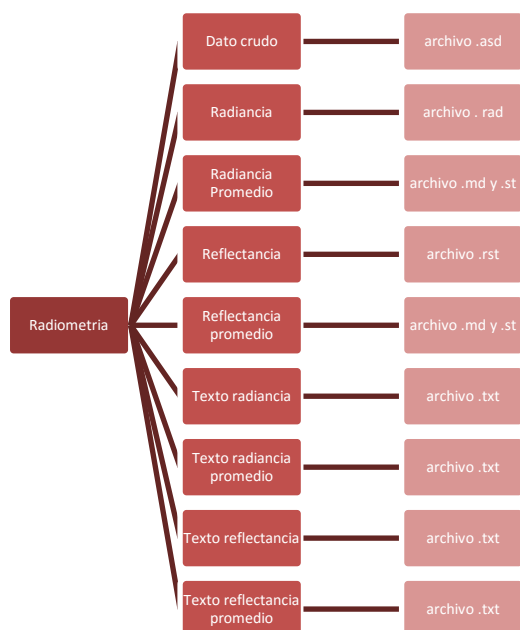 Dato crudo
archivo .asd
Radiancia
archivo . rad
Radiancia
Promedio
archivo .md y .st
Reflectancia
archivo .rst
Radiometria
Reflectancia
promedio
archivo .md y .st
Texto radiancia
archivo .txt
Texto radiancia
promedio
archivo .txt
Texto reflectancia
archivo .txt
Texto reflectancia
promedio
archivo .txt